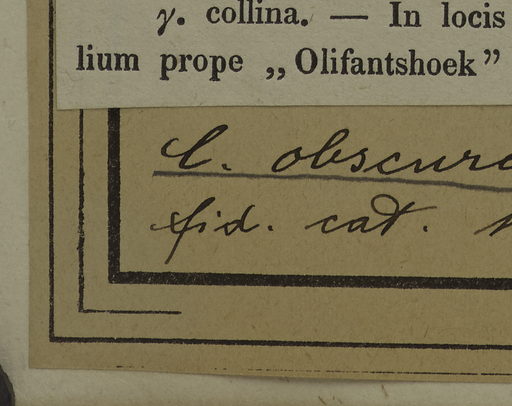 γ. collina. — In locis
lium prope „Olifantshoek”
C. obscura
fid. cat.